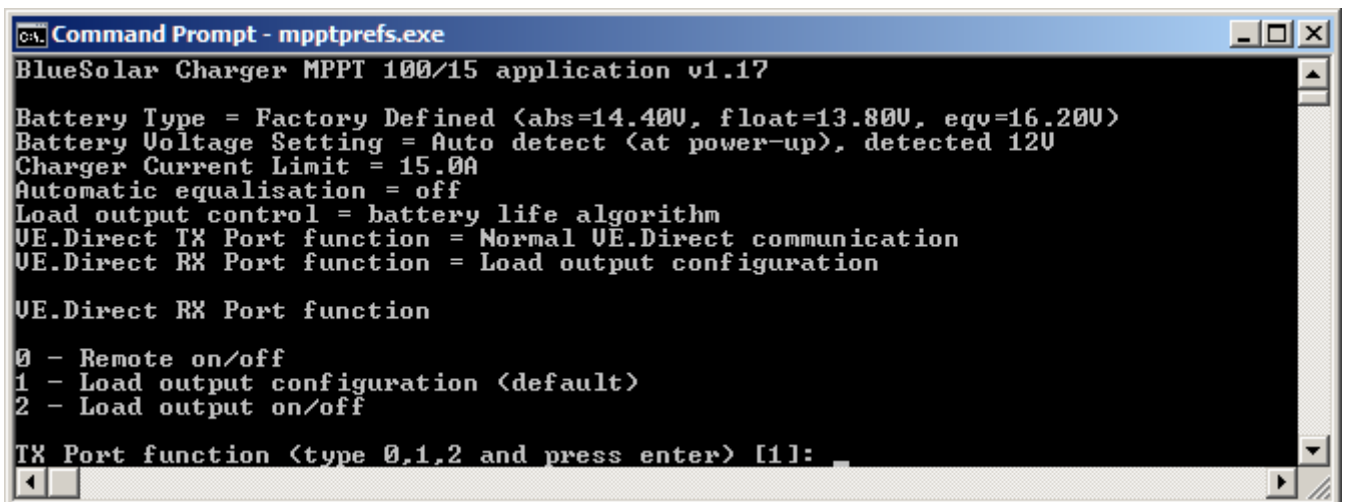 Command Prompt - mpptprefs.exe
BlueSolar Charger MPPT 100/15 application v1.17
Battery Type = Factory Defined (abs=14.40V, float=13.80V, eqv=16.20V)
Battery Voltage Setting = Auto detect (at power-up), detected 12V
Charger Current Limit = 15.0A
Automatic equalisation = off
Load output control = battery life algorithm
VE.Direct TX Port function = Normal VE.Direct communication
VE.Direct RX Port function = Load output configuration
VE.Direct RX Port function
0 - Remote on/off
1 - Load output configuration (default)
2 - Load output on/off
TX Port function (type 0,1,2 and press enter) [1]: _